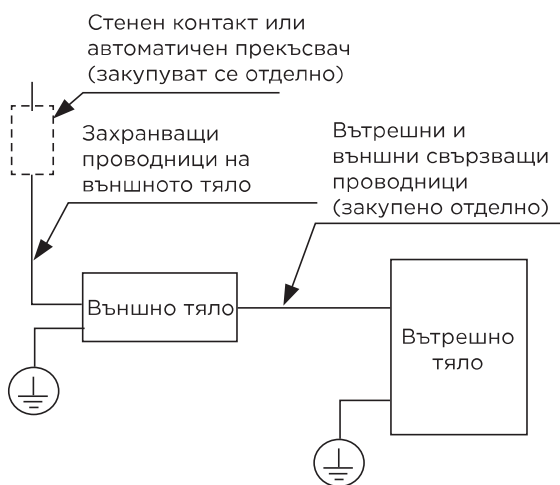 Стенен контакт или
автоматичен прекъсвач
(закупуват се отделно)
Захранващи
проводници на
външното тяло
Вътрешни и
външни свързващи
проводници
(закупено отделно)
Външно тяло
Вътрешно
тяло